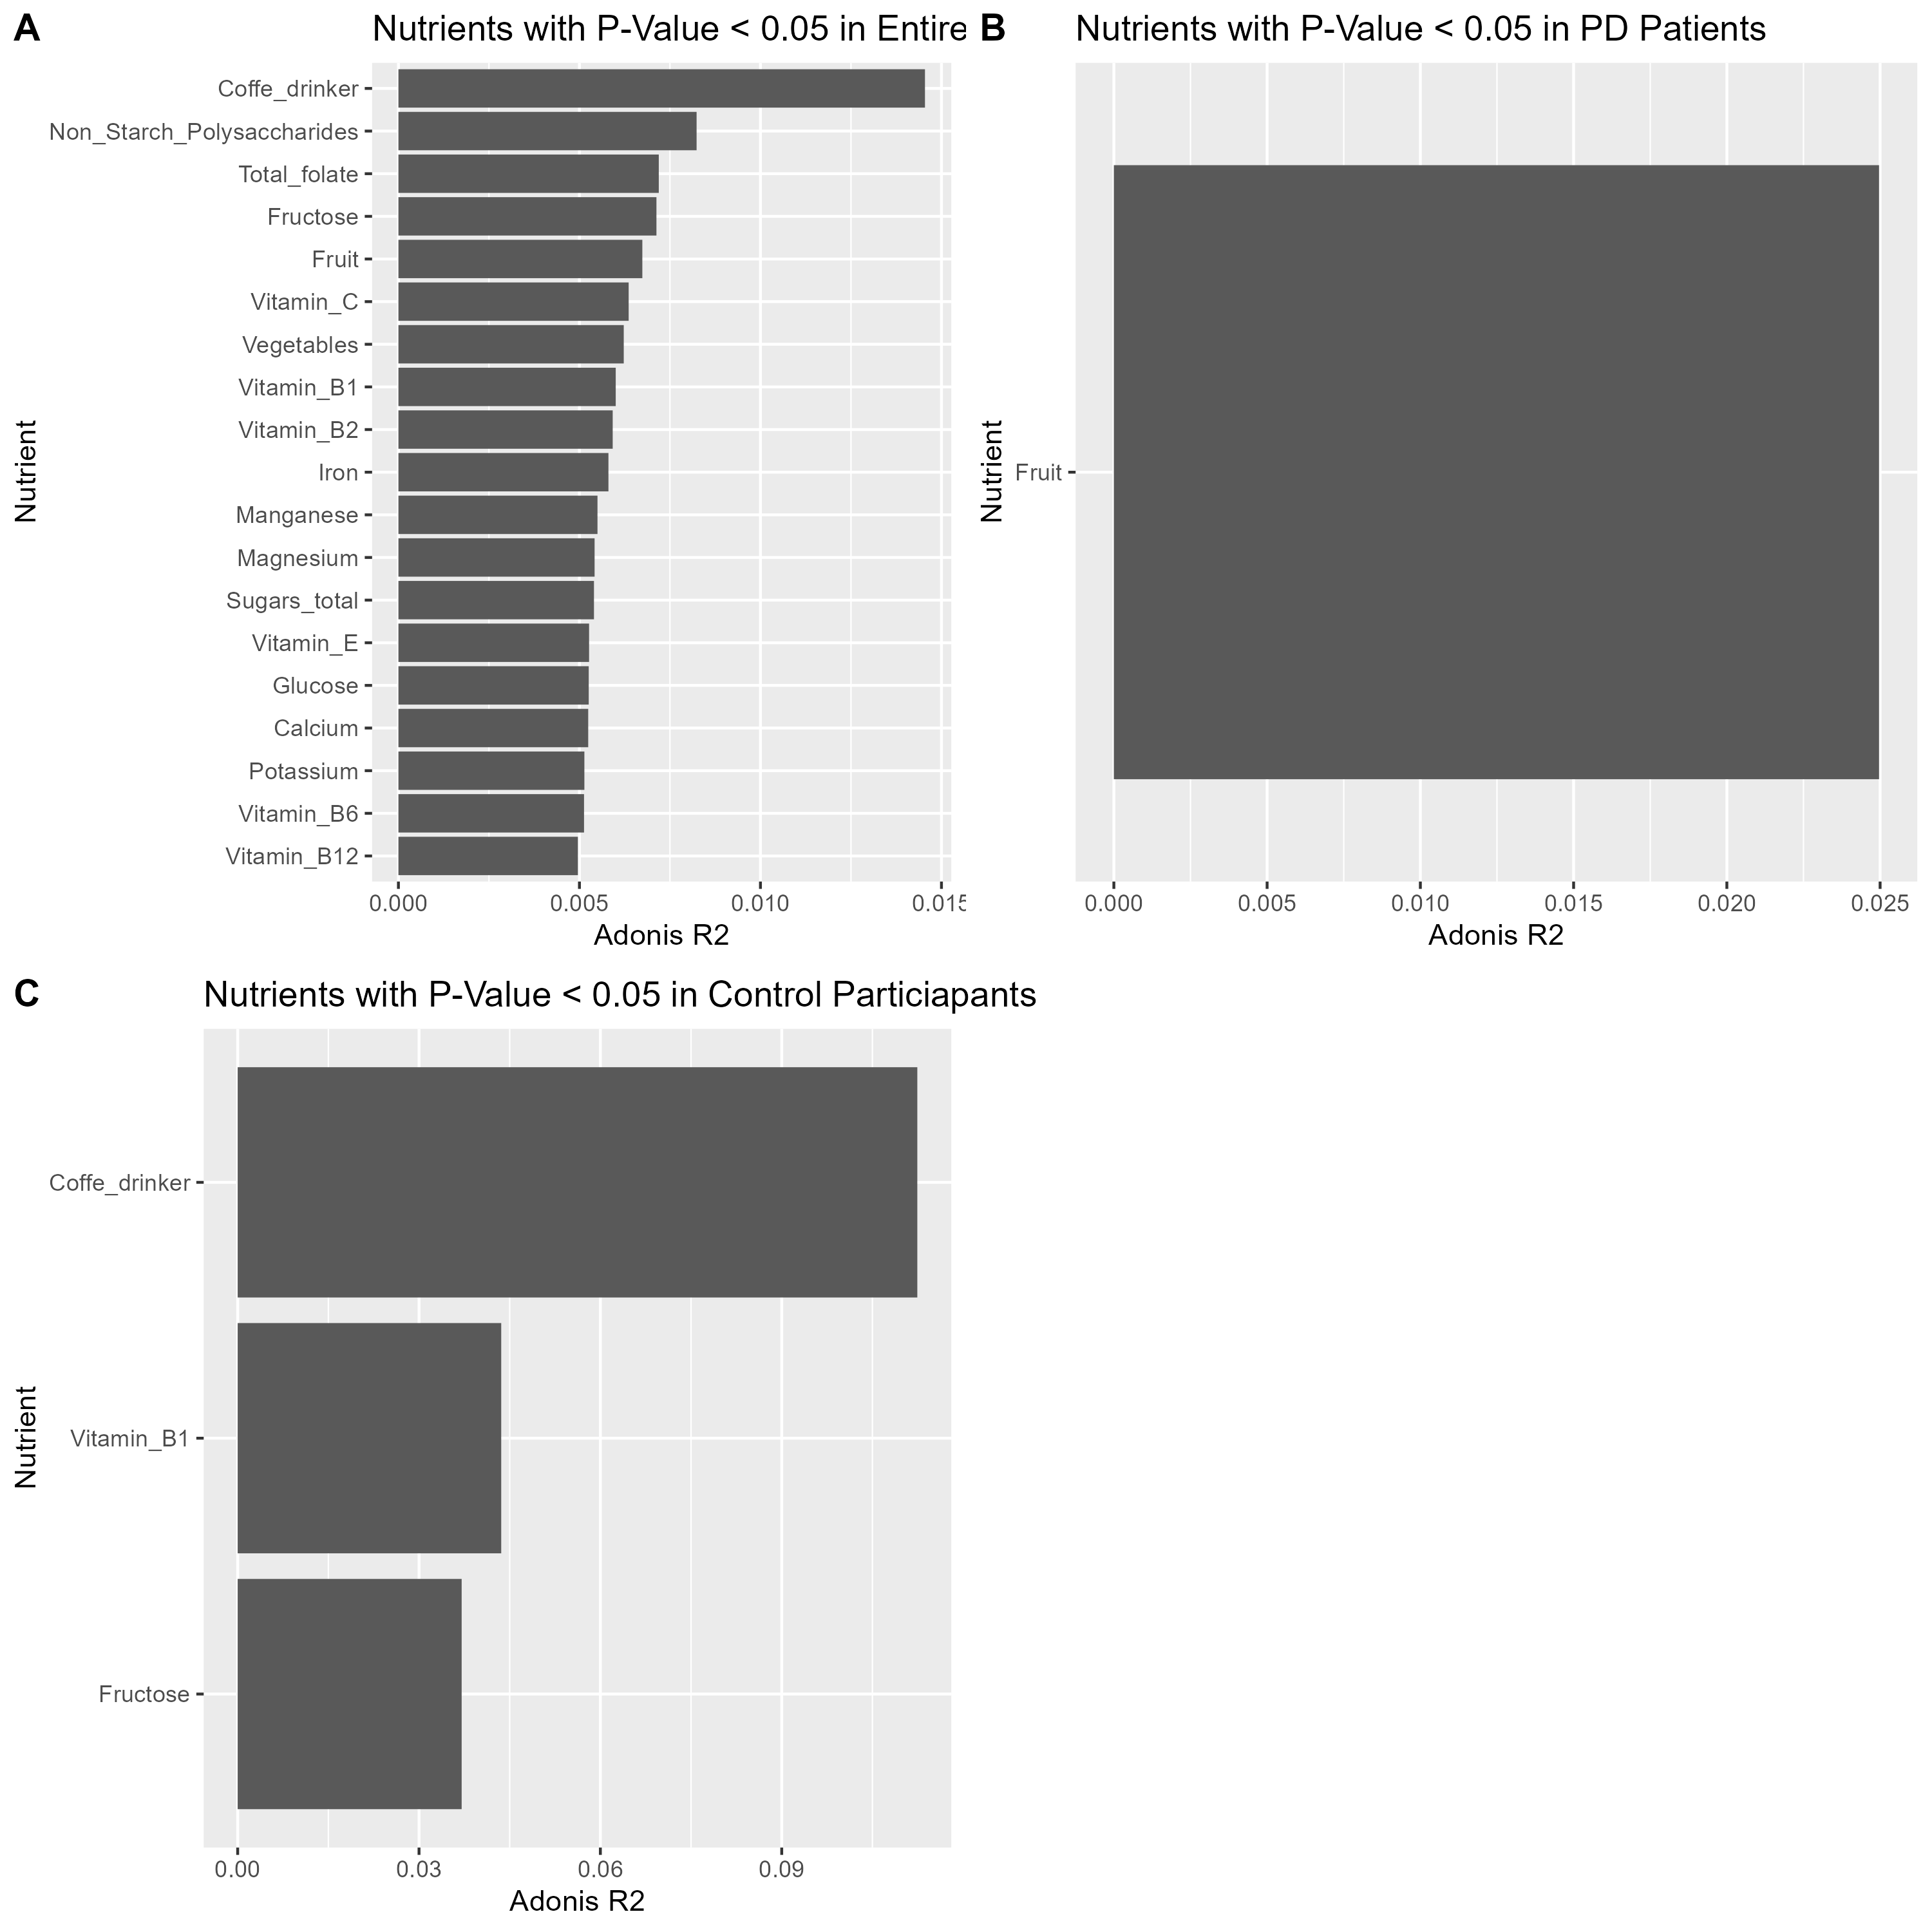 A
Nutrients with P-Value < 0.05 in Entire
Nutrient
Coffe_drinker
Non_Starch_Polysaccharides
Total_folate
Fructose
Fruit
Vitamin_C
Vegetables
Vitamin_B1
Vitamin_B2
Iron
Manganese
Magnesium
Sugars_total
Vitamin_E
Glucose
Calcium
Potassium
Vitamin_B6
Vitamin_B12
0.000 0.005 0.010 0.015
Adonis R2
B
Nutrients with P-Value < 0.05 in PD Patients
Nutrient
Fruit
0.000 0.005 0.010 0.015 0.020 0.025
Adonis R2
C
Nutrients with P-Value < 0.05 in Control Particiapants
Nutrient
Coffe_drinker
Vitamin_B1
Fructose
0.00 0.03 0.06 0.09
Adonis R2